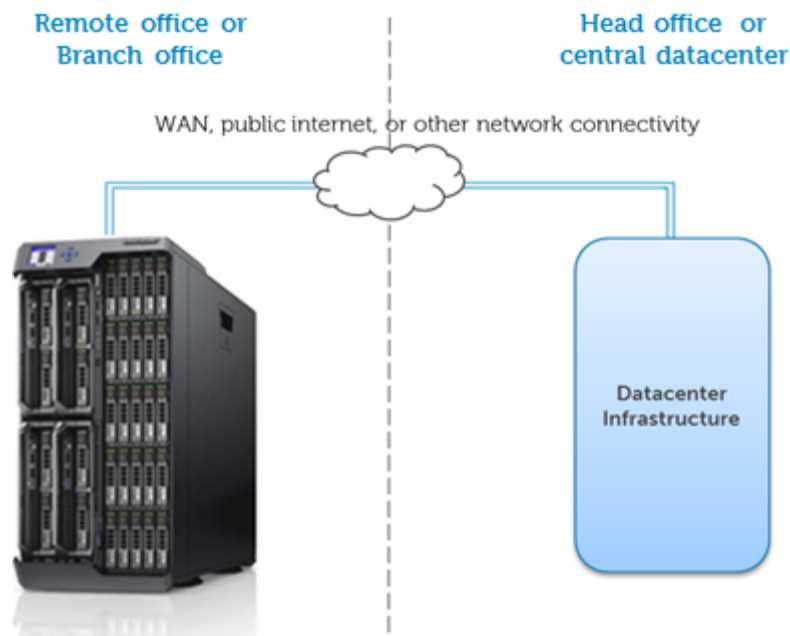 Remote office or
Branch office
Head office or
central datacenter
WAN, public internet, or other network connectivity
Datacenter
Infrastructure